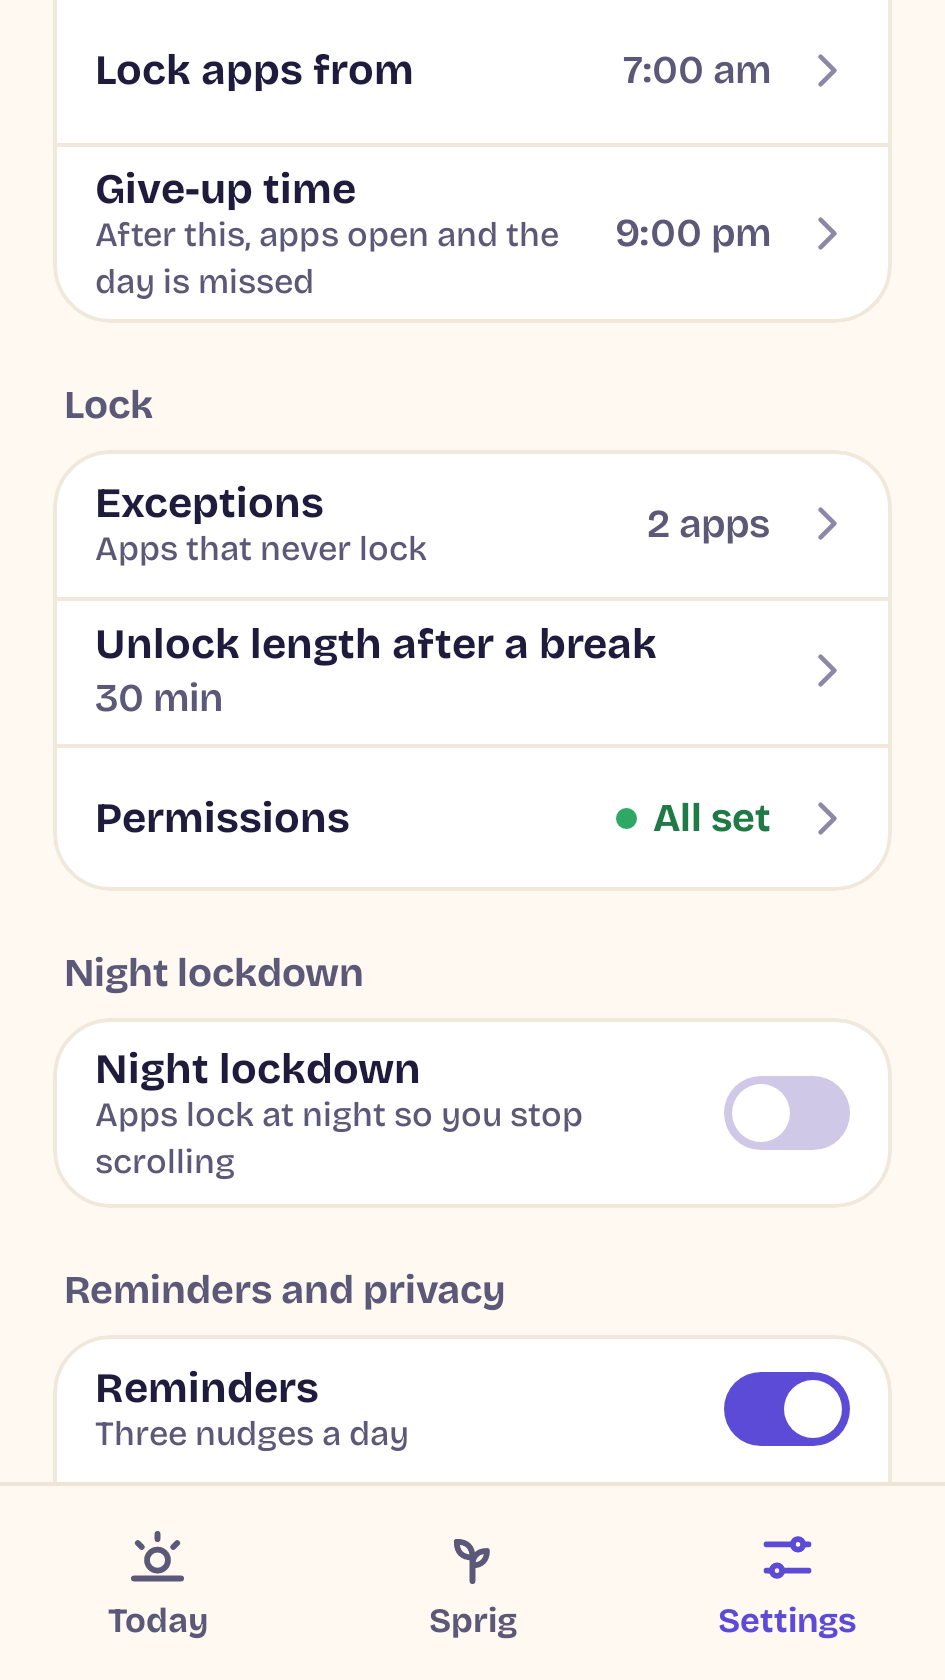 Lock apps from
7:00 am
Give-up time
After this, apps open and the
day is missed
9:00 pm
Lock
Exceptions
Apps that never lock
2 apps
Unlock length after a break
30 min
Permissions
All set
Night lockdown
Night lockdown
Apps lock at night so you stop
scrolling
Reminders and privacy
Reminders
Three nudges a day
Today
Sprig
Settings